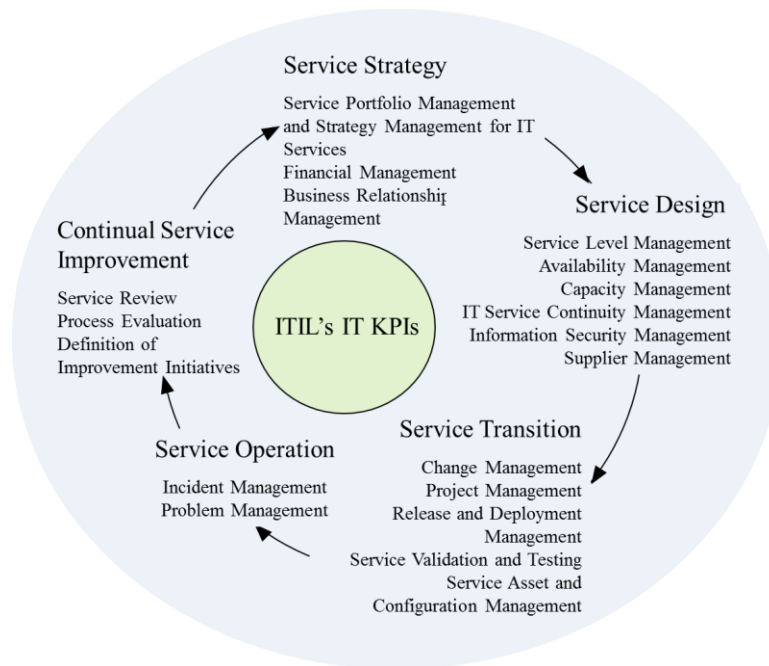 Service Strategy
Service Portfolio Management
and Strategy Management for IT
Services
Financial Management
Business Relationship
Management
Service Design
Service Level Management
Availability Management
Capacity Management
IT Service Continuity Management
Information Security Management
Supplier Management
Service Transition
Change Management
Project Management
Release and Deployment
Management
Service Validation and Testing
Service Asset and
Configuration Management
Service Operation
Incident Management
Problem Management
Continual Service
Improvement
Service Review
Process Evaluation
Definition of
Improvement Initiatives
ITIL's IT KPIs